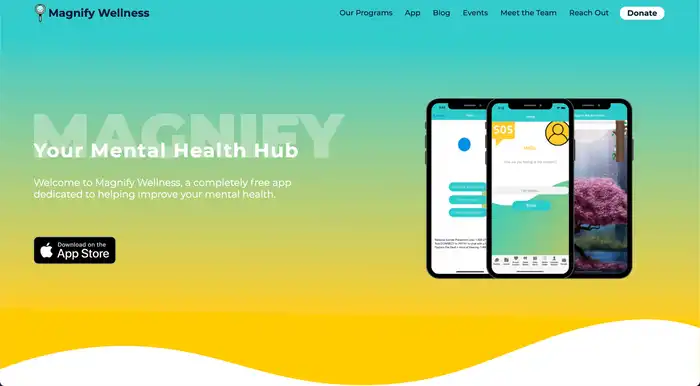 Magnify Wellness
Our Programs App Blog Events Meet the Team Reach Out Donate
MAGNIFY
Your Mental Health Hub
Welcome to Magnify Wellness, a completely free app
dedicated to helping improve your mental health.
Download on the
App Store
SOS
Hello